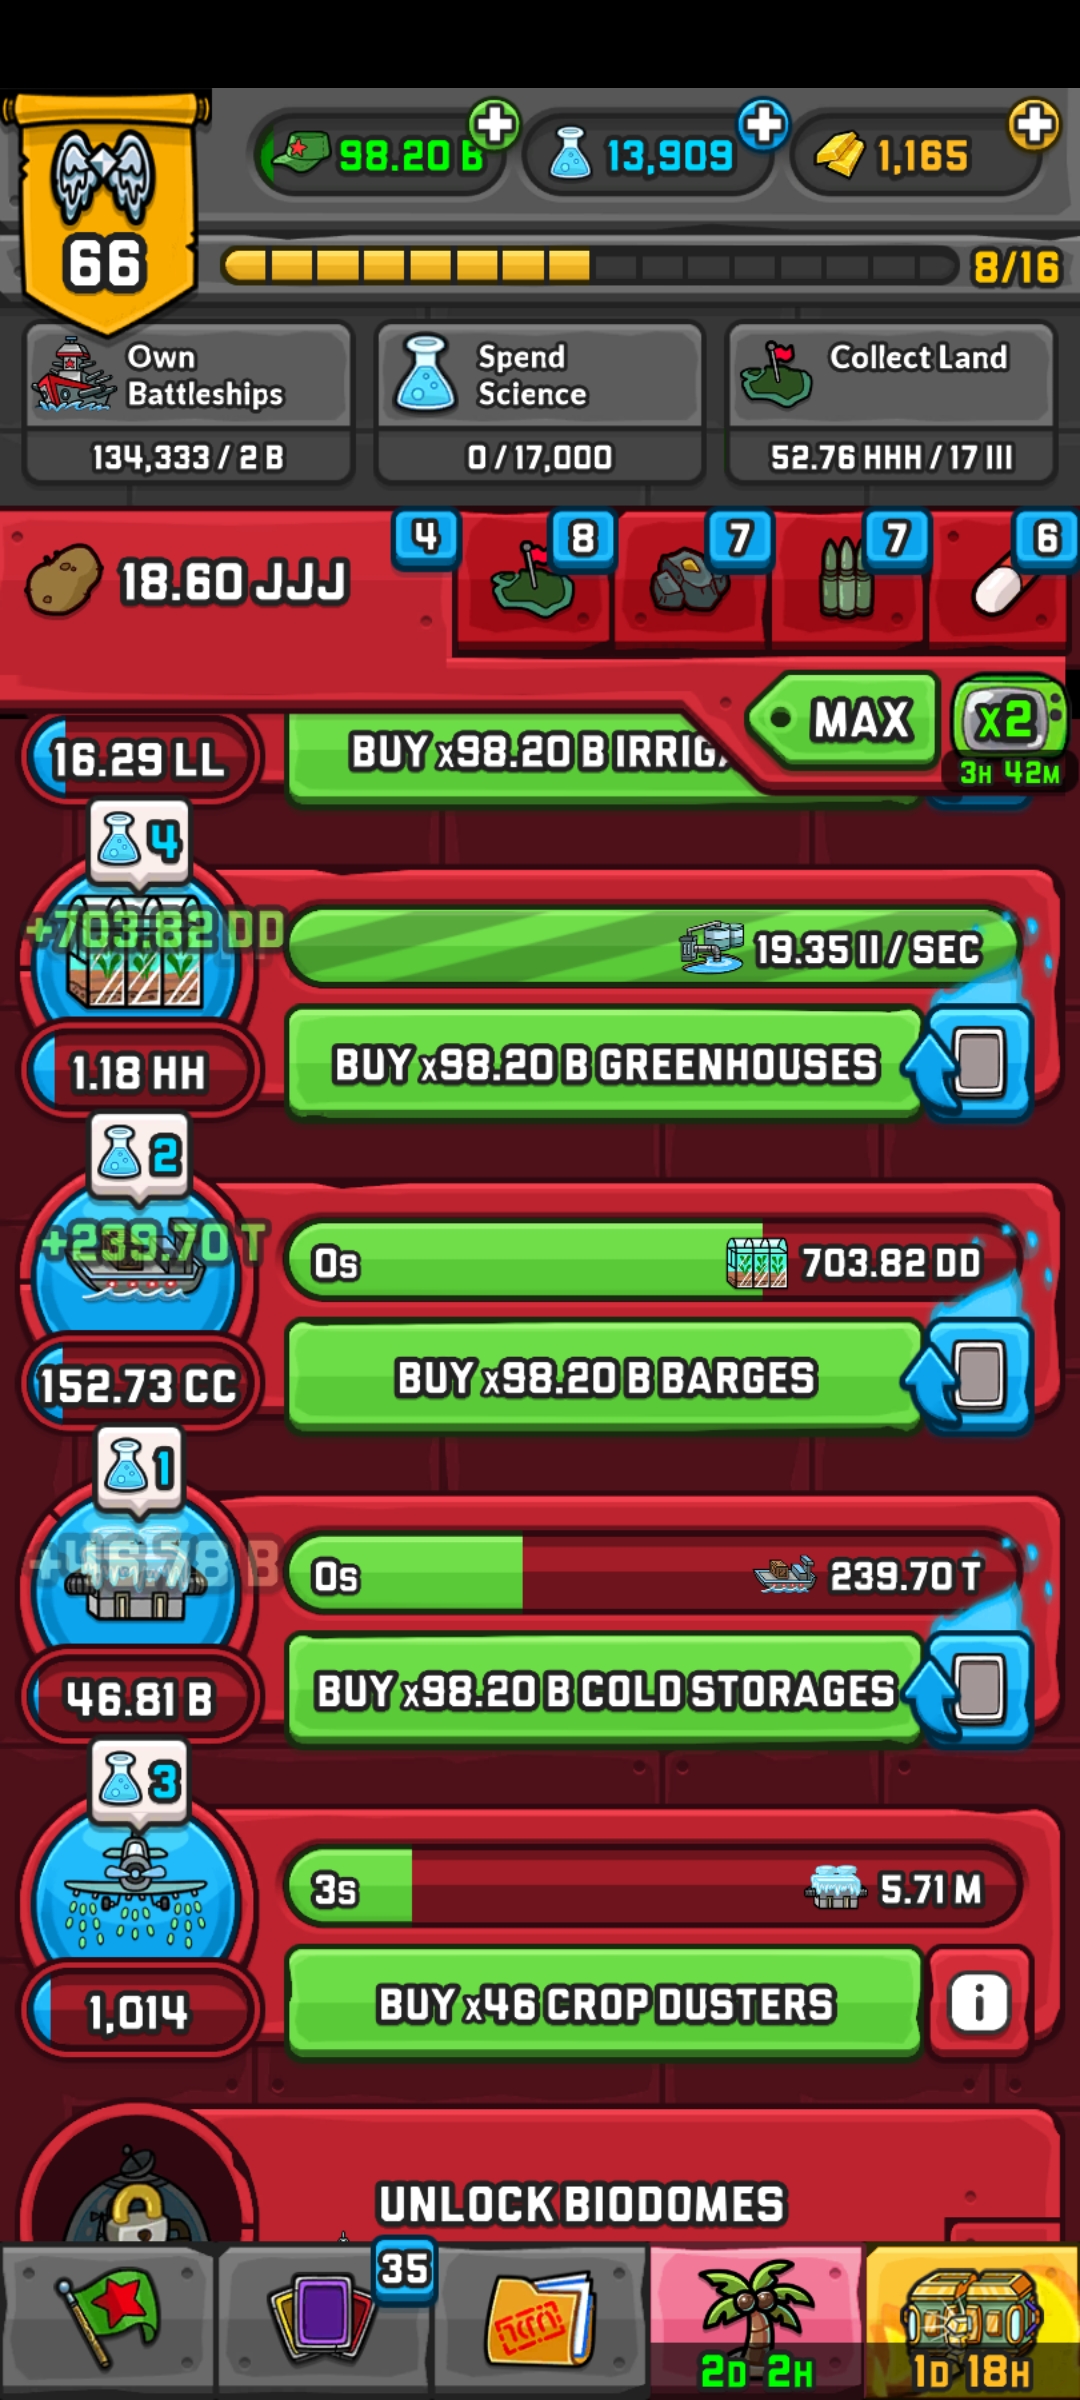 98.20 B
13,909
1,165
66
8/16
Own
Battleships
134,333 / 2 B
Spend
Science
0 / 17,000
Collect Land
52.76 HHH / 17 III
18.60 JJJ
4
8
7
7
6
MAX
x2
3H 42M
16.29 LL
BUY x98.20 B IRRIG
4
+703.82 DD
19.35 II / SEC
1.18 HH
BUY x98.20 B GREENHOUSES
2
+239.70 T
0s
703.82 DD
152.73 CC
BUY x98.20 B BARGES
1
0s
239.70 T
46.81 B
BUY x98.20 B COLD STORAGES
3
3s
5.71 M
1,014
BUY x46 CROP DUSTERS
i
UNLOCK BIODOMES
35
2D 2H
1D 18H